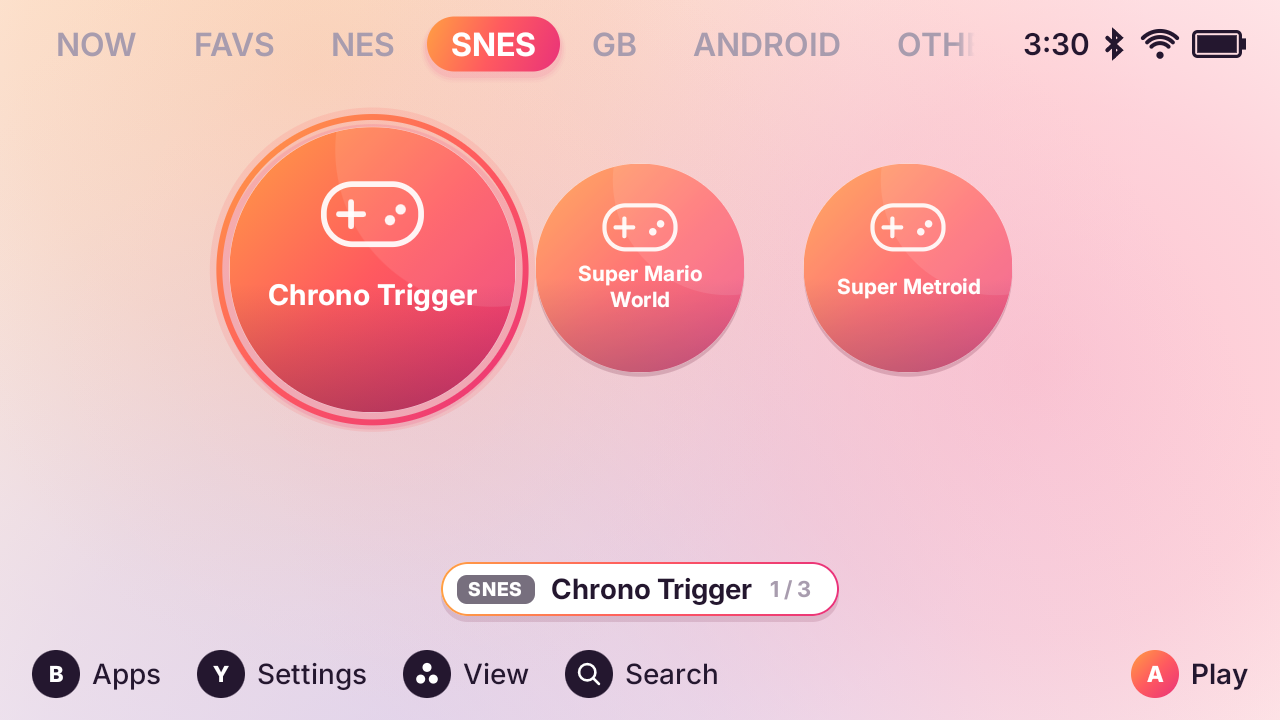 NOW FAVS NES SNES GB ANDROID OTH 3:30
Chrono Trigger
Super Mario
World
Super Metroid
SNES Chrono Trigger 1 / 3
B Apps Y Settings View Search A Play